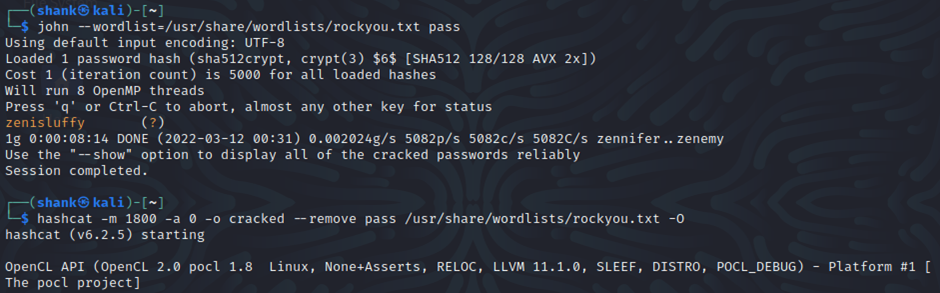 ┌──(shank㉿kali)-[~]
└─$ john --wordlist=/usr/share/wordlists/rockyou.txt pass
Using default input encoding: UTF-8
Loaded 1 password hash (sha512crypt, crypt(3) $6$ [SHA512 128/128 AVX 2x])
Cost 1 (iteration count) is 5000 for all loaded hashes
Will run 8 OpenMP threads
Press 'q' or Ctrl-C to abort, almost any other key for status
zenisluffy       (?)
1g 0:00:08:14 DONE (2022-03-12 00:31) 0.002024g/s 5082p/s 5082c/s 5082C/s zennifer..zenemy
Use the "--show" option to display all of the cracked passwords reliably
Session completed.
┌──(shank㉿kali)-[~]
└─$ hashcat -m 1800 -a 0 -o cracked --remove pass /usr/share/wordlists/rockyou.txt -O
hashcat (v6.2.5) starting
OpenCL API (OpenCL 2.0 pocl 1.8  Linux, None+Asserts, RELOC, LLVM 11.1.0, SLEEF, DISTRO, POCL_DEBUG) - Platform #1 [
The pocl project]